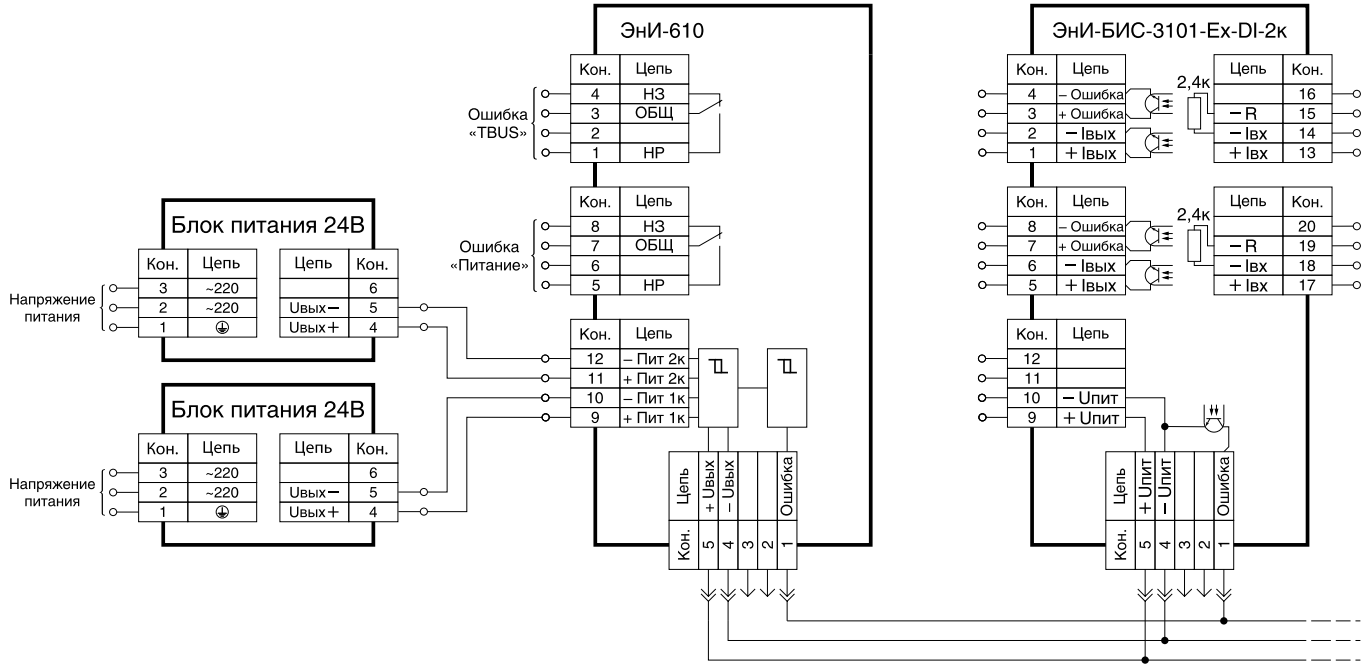 ЭнИ-610
Кон. Цепь
4 НЗ
3 ОБЩ
2
1 НР
Ошибка
«TBUS»
Кон. Цепь
8 НЗ
7 ОБЩ
6
5 НР
Ошибка
«Питание»
Кон. Цепь
12 – Пит 2к
11 + Пит 2к
10 – Пит 1к
9 + Пит 1к
Цепь + Uвых – Uвых Ошибка
Кон. 5 4 3 2 1
Блок питания 24В
Кон. Цепь Цепь Кон.
3 ~220 6
2 ~220 Uвых– 5
1 Uвых+ 4
Напряжение
питания
Блок питания 24В
Кон. Цепь Цепь Кон.
3 ~220 6
2 ~220 Uвых– 5
1 Uвых+ 4
Напряжение
питания
ЭнИ-БИС-3101-Ex-DI-2к
Кон. Цепь 2,4к Цепь Кон.
4 – Ошибка 16
3 + Ошибка – R 15
2 – Iвых – Iвх 14
1 + Iвых + Iвх 13
Кон. Цепь 2,4к Цепь Кон.
8 – Ошибка 20
7 + Ошибка – R 19
6 – Iвых – Iвх 18
5 + Iвых + Iвх 17
Кон. Цепь
12
11
10 – Uпит
9 + Uпит
Цепь + Uпит – Uпит Ошибка
Кон. 5 4 3 2 1